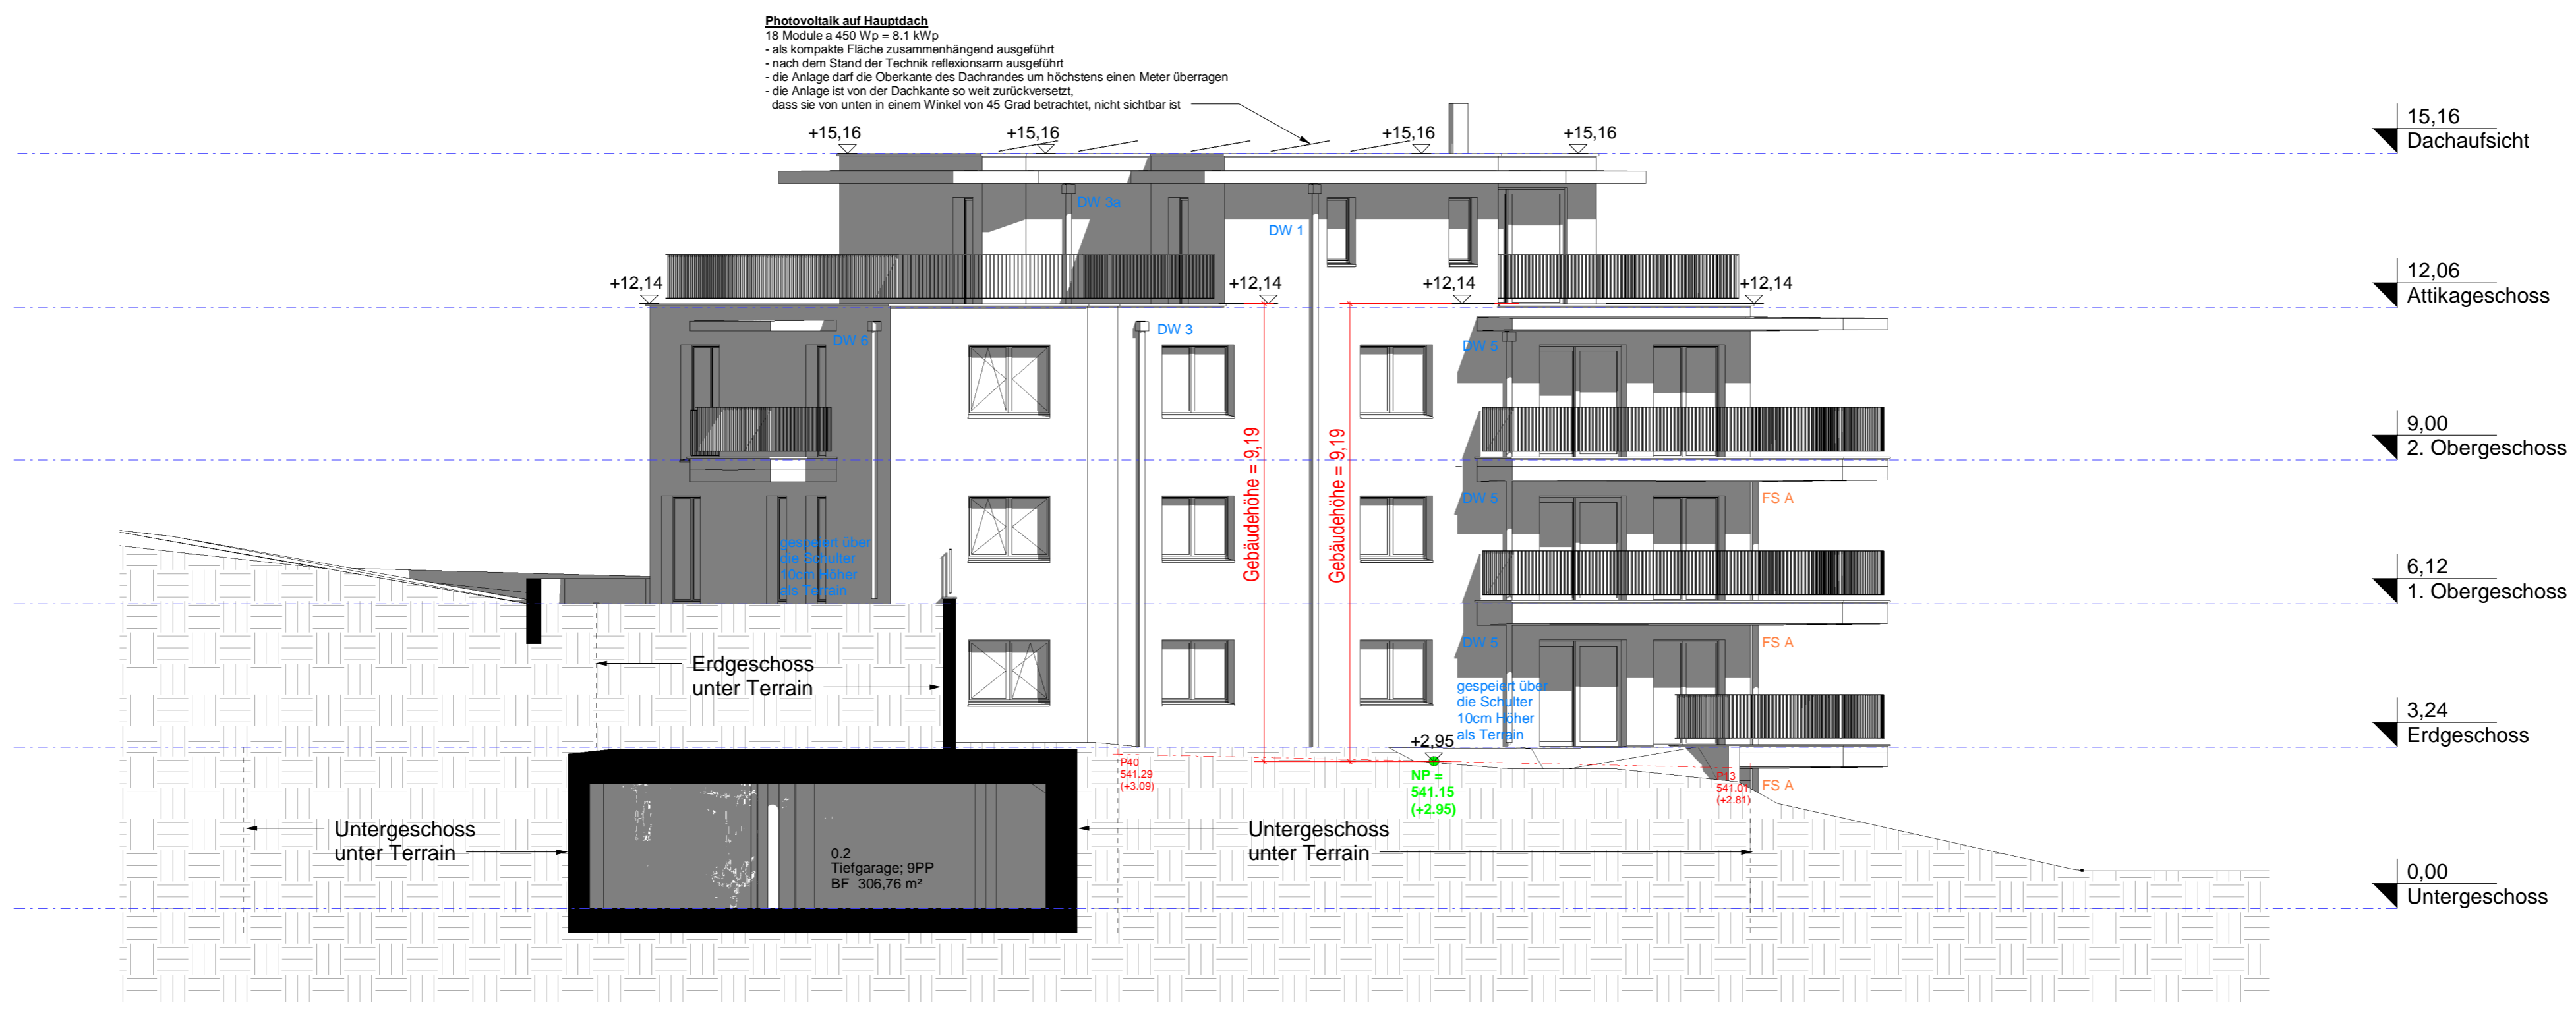 Photovoltaik auf Hauptdach
18 Module a 450 Wp = 8.1 kWp
- als kompakte Fläche zusammenhängend ausgeführt
- nach dem Stand der Technik reflexionsarm ausgeführt
- die Anlage darf die Oberkante des Dachrandes um höchstens einen Meter überragen
- die Anlage ist von der Dachkante so weit zurückversetzt,
dass sie von unten in einem Winkel von 45 Grad betrachtet, nicht sichtbar ist
+15,16
+15,16
+15,16
+15,16
15,16
Dachaufsicht
DW 3a
DW 1
+12,14
+12,14
+12,14
+12,14
12,06
Attikageschoss
DW 6
DW 3
DW 5
Gebäudehöhe = 9,19
Gebäudehöhe = 9,19
9,00
2. Obergeschoss
DW 5
FS A
gespeiert über
die Schulter
10cm Höher
als Terrain
6,12
1. Obergeschoss
DW 5
FS A
Erdgeschoss
unter Terrain
gespeiert über
die Schulter
10cm Höher
als Terrain
3,24
Erdgeschoss
+2,95
P40
541.29
(+3.09)
NP =
541.15
(+2.95)
P13
541.01
(+2.81)
FS A
Untergeschoss
unter Terrain
Untergeschoss
unter Terrain
0.2
Tiefgarage; 9PP
BF 306,76 m²
0,00
Untergeschoss